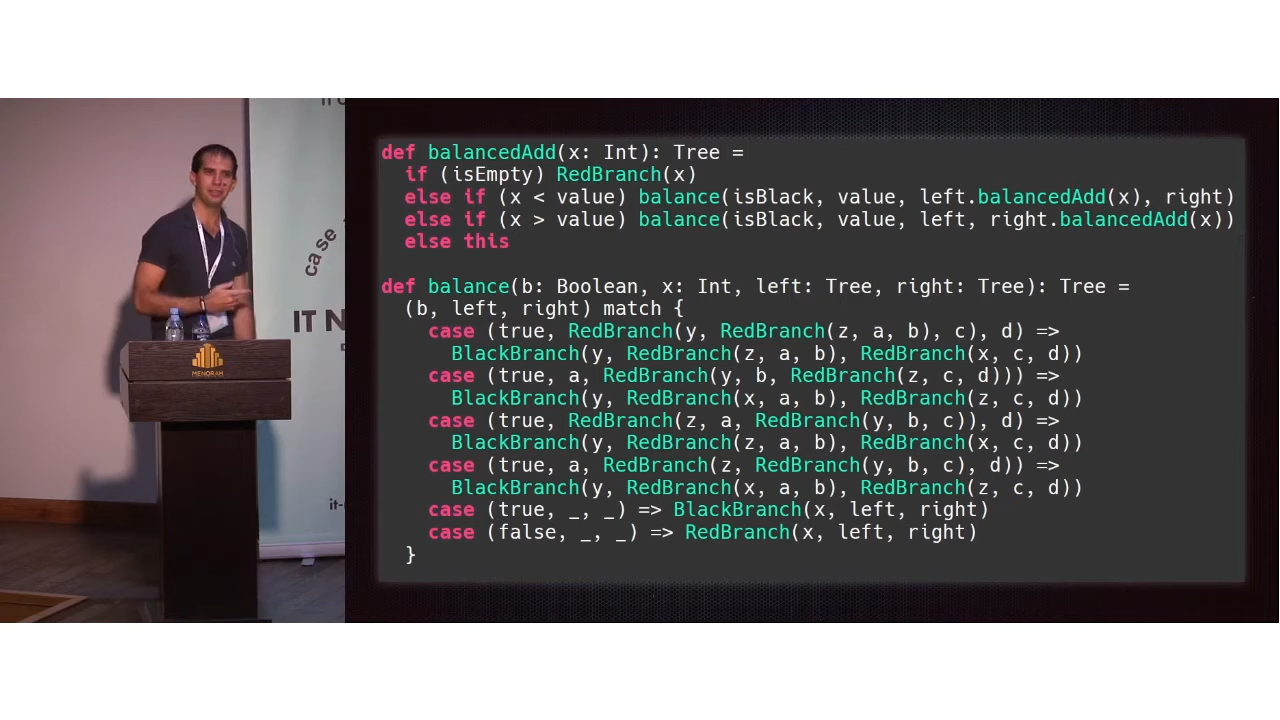 case
IT N
it-
MENORAH
def balancedAdd(x: Int): Tree =
if (isEmpty) RedBranch(x)
else if (x < value) balance(isBlack, value, left.balancedAdd(x), right)
else if (x > value) balance(isBlack, value, left, right.balancedAdd(x))
else this
def balance(b: Boolean, x: Int, left: Tree, right: Tree): Tree =
(b, left, right) match {
case (true, RedBranch(y, RedBranch(z, a, b), c), d) =>
BlackBranch(y, RedBranch(z, a, b), RedBranch(x, c, d))
case (true, a, RedBranch(y, b, RedBranch(z, c, d))) =>
BlackBranch(y, RedBranch(x, a, b), RedBranch(z, c, d))
case (true, RedBranch(z, a, RedBranch(y, b, c)), d) =>
BlackBranch(y, RedBranch(z, a, b), RedBranch(x, c, d))
case (true, a, RedBranch(z, RedBranch(y, b, c), d)) =>
BlackBranch(y, RedBranch(x, a, b), RedBranch(z, c, d))
case (true, _, _) => BlackBranch(x, left, right)
case (false, _, _) => RedBranch(x, left, right)
}